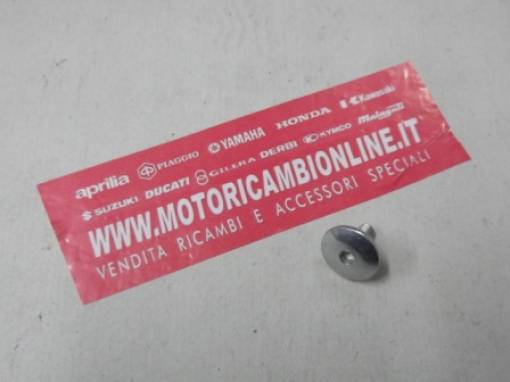 aprilia PIAGGIO YAMAHA HONDA Kawasaki
SUZUKI DUCATI GILERA DERBI KYMCO Malaguti
WWW.MOTORICAMBIONLINE.IT
VENDITA RICAMBI E ACCESSORI SPECIALI